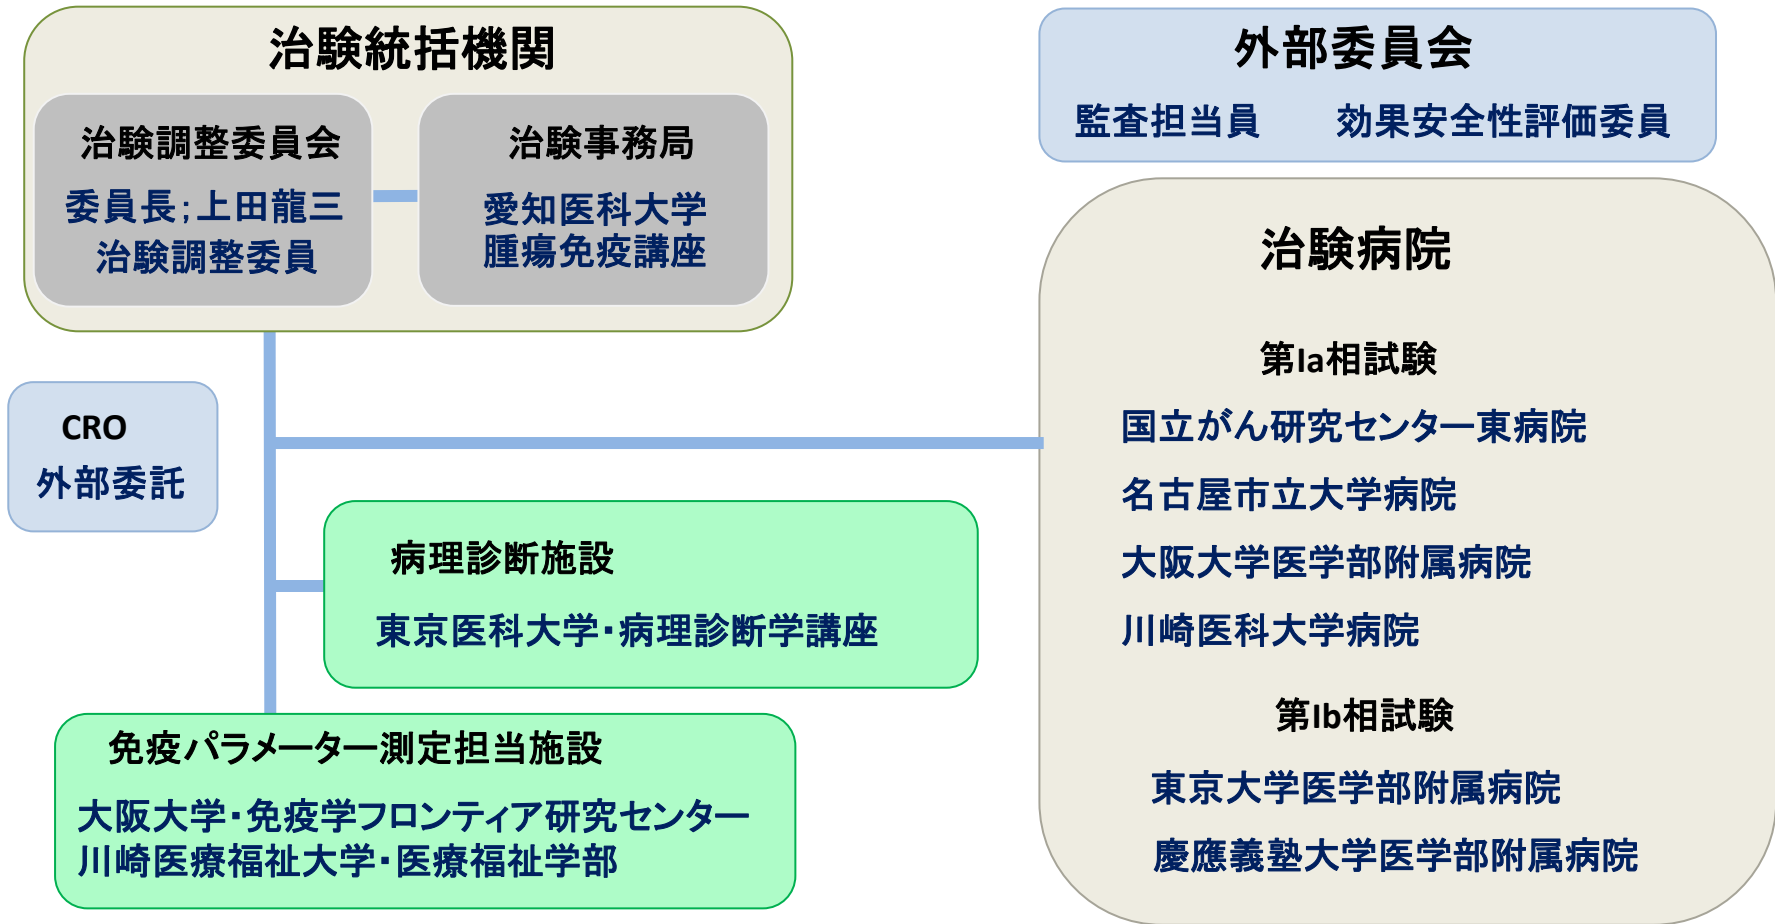 治験統括機関
治験調整委員会
委員長;上田龍三
治験調整委員
治験事務局
愛知医科大学
腫瘍免疫講座
外部委員会
監査担当員 効果安全性評価委員
治験病院
第Ia相試験
国立がん研究センター東病院
名古屋市立大学病院
大阪大学医学部附属病院
川崎医科大学病院
第Ib相試験
東京大学医学部附属病院
慶應義塾大学医学部附属病院
CRO
外部委託
病理診断施設
東京医科大学・病理診断学講座
免疫パラメーター測定担当施設
大阪大学・免疫学フロンティア研究センター
川崎医療福祉大学・医療福祉学部